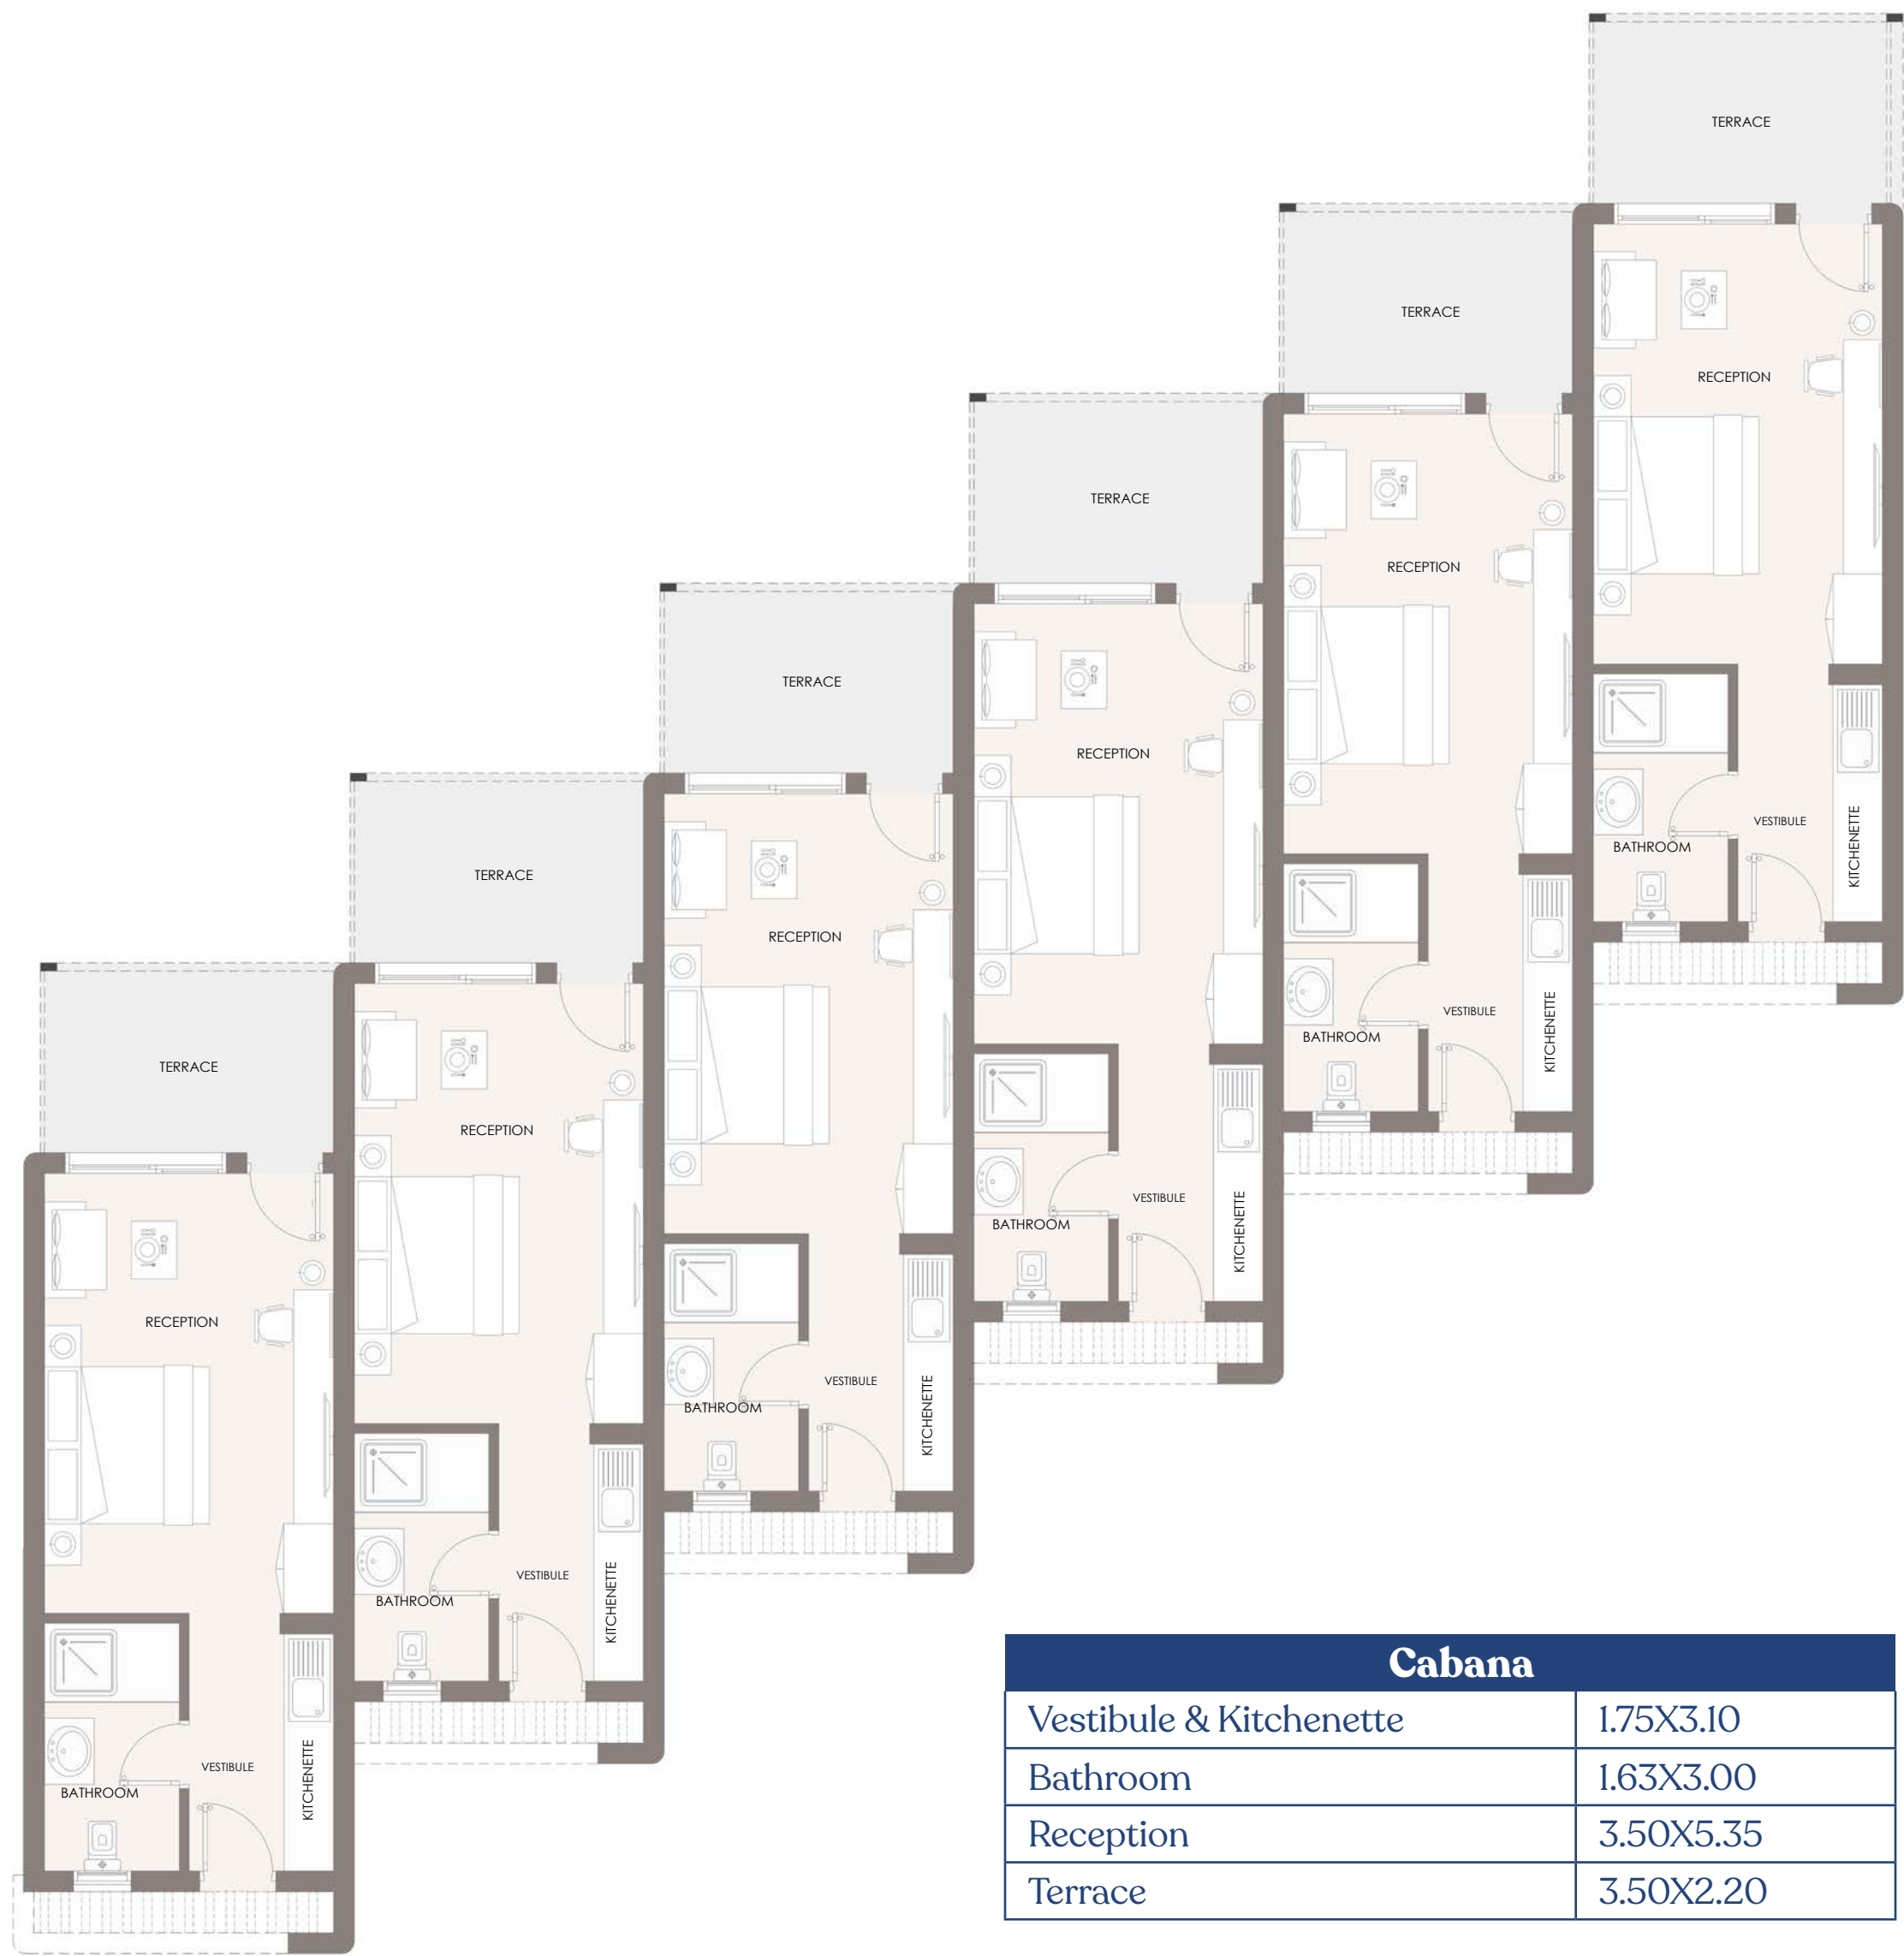 TERRACE
TERRACE
RECEPTION
TERRACE
RECEPTION
TERRACE
RECEPTION
VESTIBULE
KITCHENETTE
BATHROOM
TERRACE
RECEPTION
VESTIBULE
KITCHENETTE
BATHROOM
TERRACE
RECEPTION
VESTIBULE
KITCHENETTE
BATHROOM
RECEPTION
VESTIBULE
KITCHENETTE
BATHROOM
VESTIBULE
KITCHENETTE
BATHROOM
VESTIBULE
KITCHENETTE
BATHROOM
Cabana
Vestibule & Kitchenette 1.75X3.10
Bathroom 1.63X3.00
Reception 3.50X5.35
Terrace 3.50X2.20